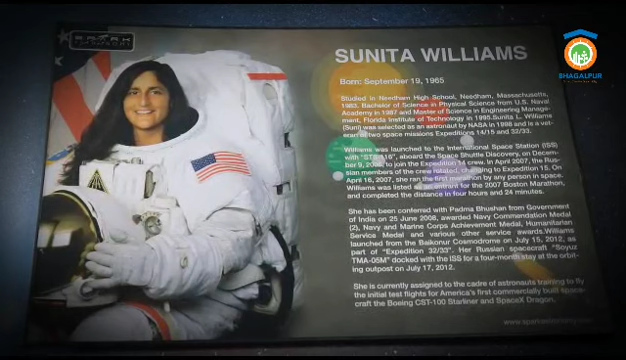 SPARK
ASTRONOMY
SUNITA WILLIAMS
BHAGALPUR
Born: September 19, 1965
Studied in Needham High School, Needham, Massachusetts,
1983. Bachelor of Science in Physical Science from U.S. Naval
Academy in 1987 and Master of Science in Engineering Manage-
ment, Florida Institute of Technology in 1995.Sunita L. Williams
(Suni) was selected as an astronaut by NASA in 1998 and is a vet-
eran of two space missions Expeditions 14/15 and 32/33.
Williams was launched to the International Space Station (ISS)
with "STS-116", aboard the Space Shuttle Discovery, on Decem-
ber 9, 2006, to join the Expedition 14 crew. In April 2007, the Rus-
sian members of the crew rotated, changing to Expedition 15. On
April 16, 2007, she ran the first marathon by any person in space.
Williams was listed as entrant for the 2007 Boston Marathon,
and completed the distance in four hours and 24 minutes.
She has been conferred with Padma Bhushan from Government
of India on 25 June 2008, awarded Navy Commendation Medal
(2), Navy and Marine Corps Achievement Medal, Humanitarian
Service Medal and various other service awards.Williams
launched from the Baikonur Cosmodrome on July 15, 2012, as
part of "Expedition 32/33". Her Russian spacecraft "Soyuz
TMA-05M" docked with the ISS for a four-month stay at the orbit-
ing outpost on July 17, 2012.
She is currently assigned to the cadre of astronauts training to fly
the initial test flights for America's first commercially built space-
craft the Boeing CST-100 Starliner and SpaceX Dragon.